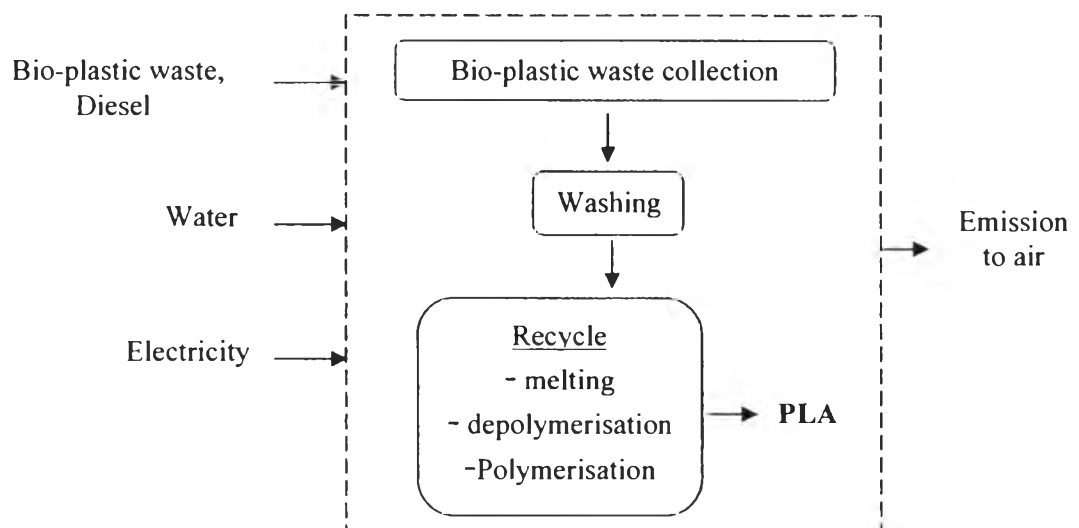 Bio-plastic waste,
Diesel
Water
Electricity
Bio-plastic waste collection
Washing
Recycle
- melting
- depolymerisation
-Polymerisation
PLA
Emission
to air